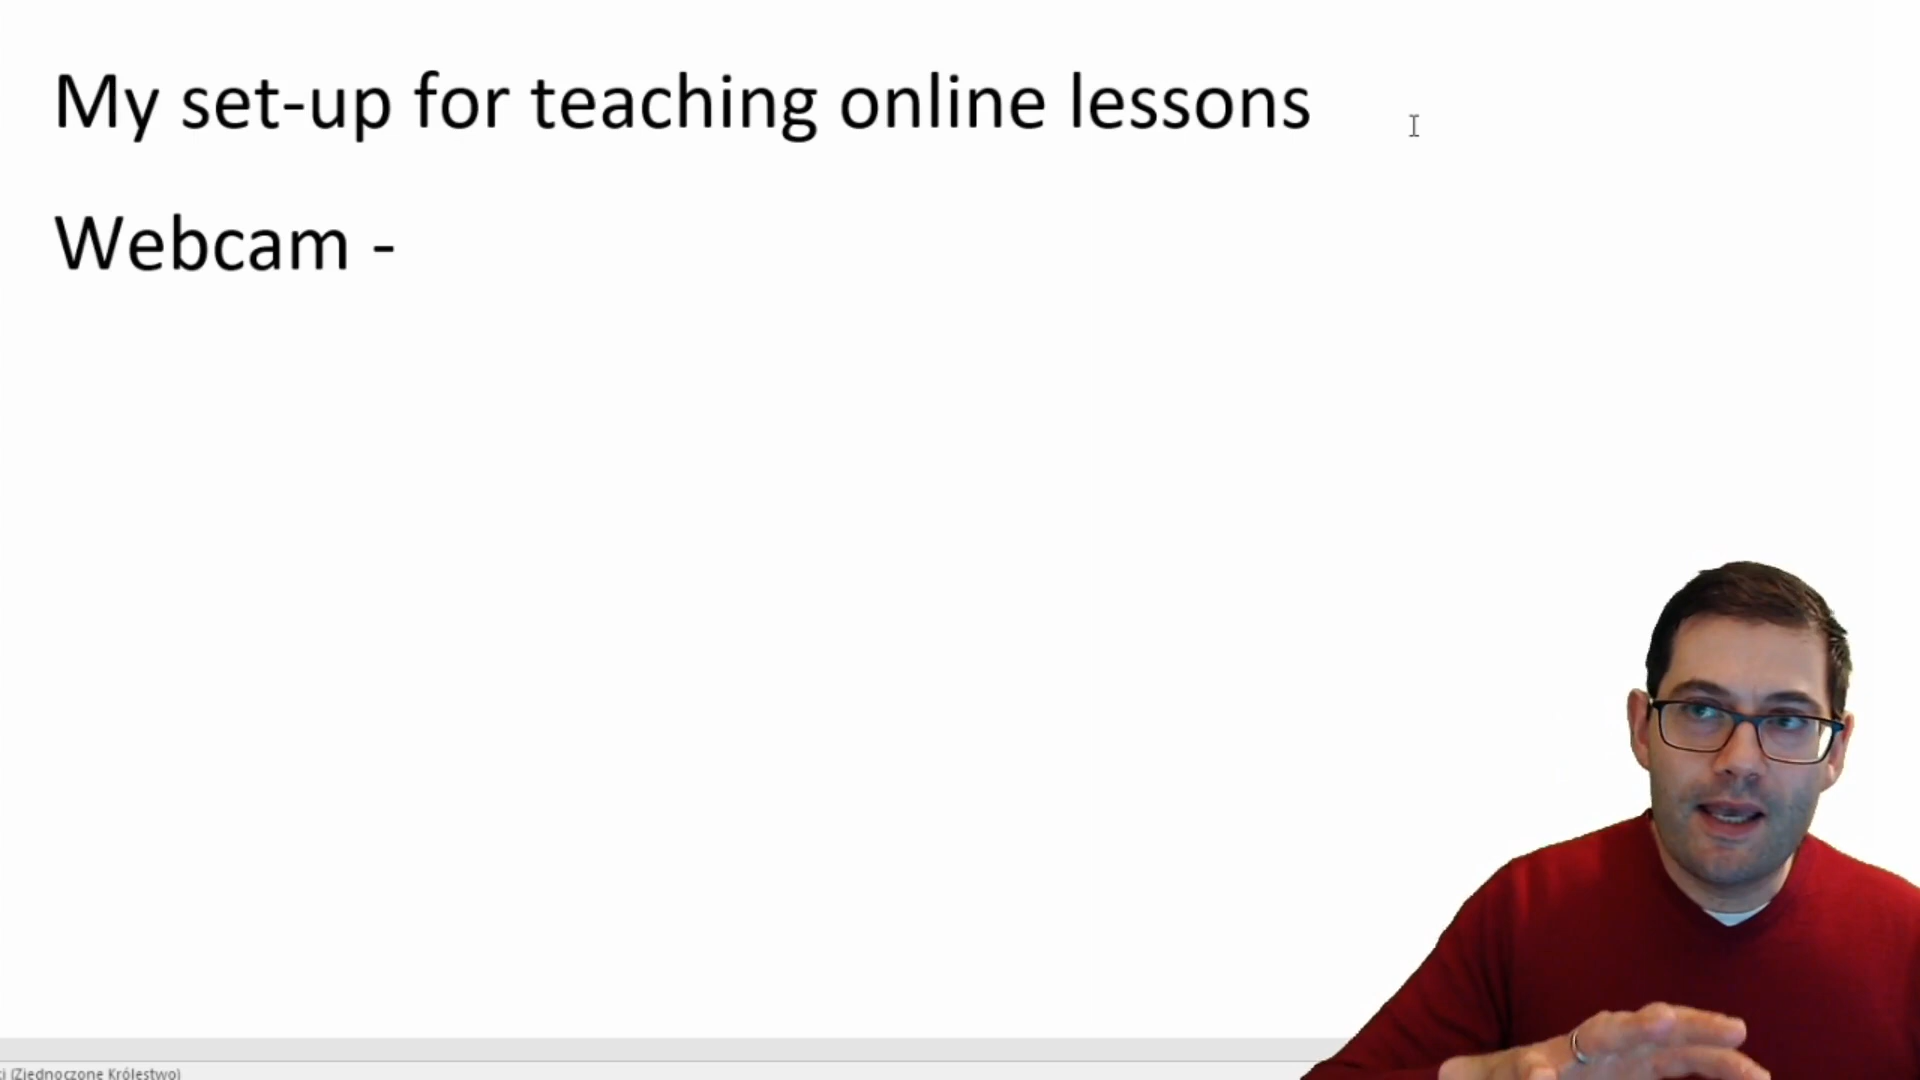 My set-up for teaching online lessons
Webcam -
(Zjednoczone Królestwo)